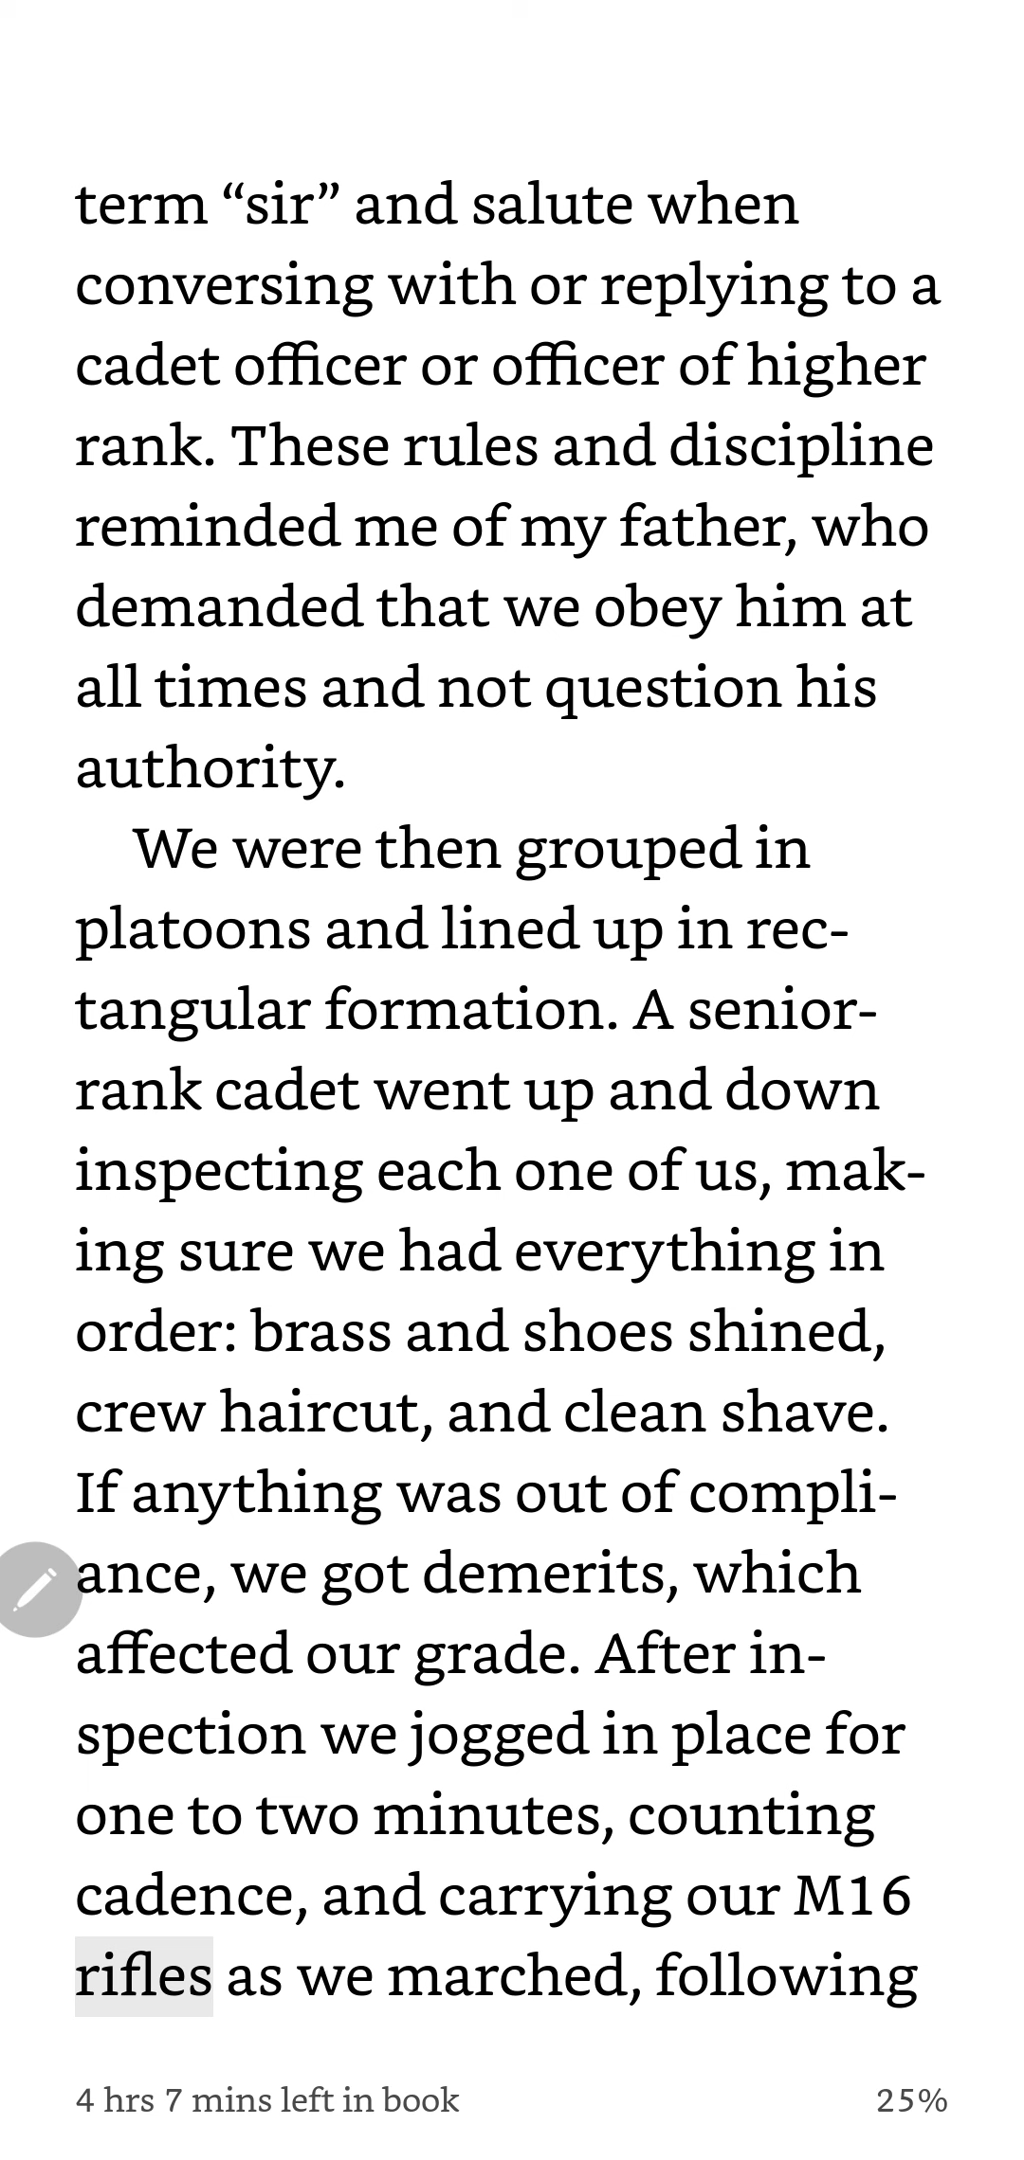 term “sir” and salute when
conversing with or replying to a
cadet officer or officer of higher
rank. These rules and discipline
reminded me of my father, who
demanded that we obey him at
all times and not question his
authority.
We were then grouped in
platoons and lined up in rec-
tangular formation. A senior-
rank cadet went up and down
inspecting each one of us, mak-
ing sure we had everything in
order: brass and shoes shined,
crew haircut, and clean shave.
If anything was out of compli-
ance, we got demerits, which
affected our grade. After in-
spection we jogged in place for
one to two minutes, counting
cadence, and carrying our M16
rifles as we marched, following
4 hrs 7 mins left in book 25%